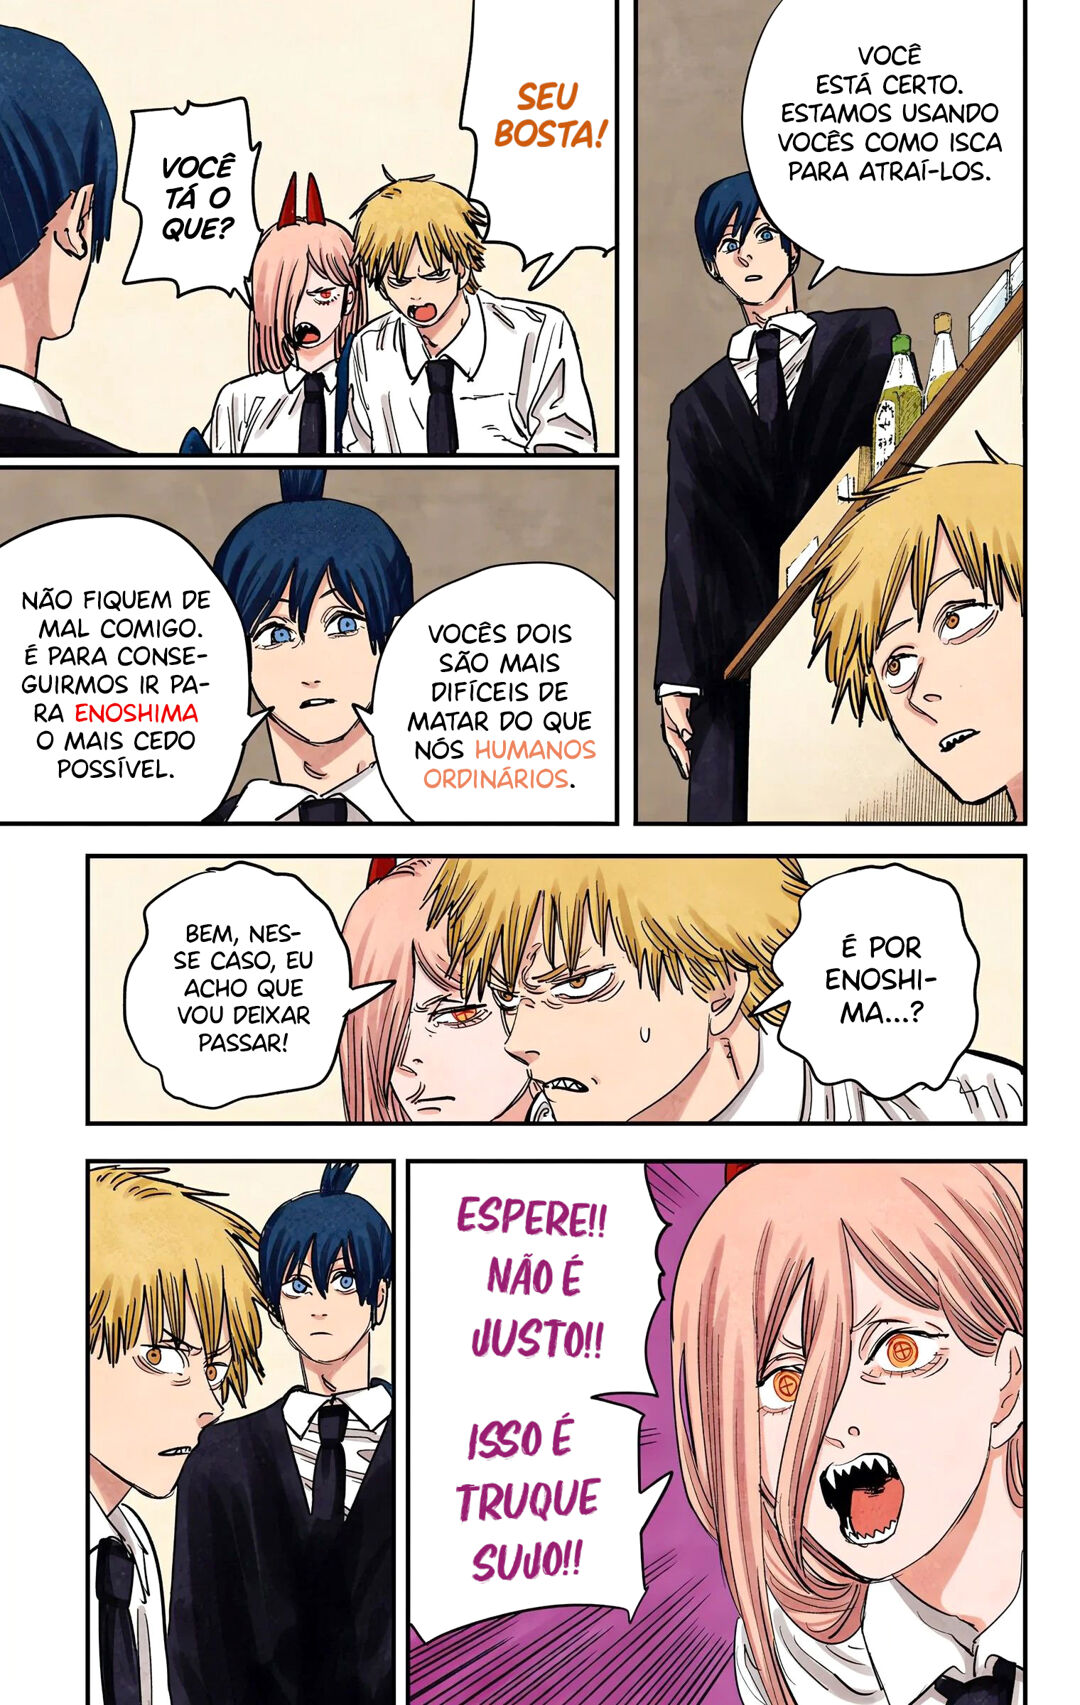 VOCÊ
ESTÁ CERTO.
ESTAMOS USANDO
VOCÊS COMO ISCA
PARA ATRAÍ-LOS.
SEU
BOSTA!
VOCÊ
TÁ O
QUE?
VOCÊS DOIS
SÃO MAIS
DIFÍCEIS DE
MATAR DO QUE
NÓS HUMANOS
ORDINÁRIOS.
NÃO FIQUEM DE
MAL COMIGO.
É PARA CONSE-
GUIRMOS IR PA-
RA ENOSHIMA
O MAIS CEDO
POSSÍVEL.
É POR
ENOSHI-
MA...?
BEM, NES-
SE CASO, EU
ACHO QUE
VOU DEIXAR
PASSAR!
ESPERE!!
NÃO É
JUSTO!!
ISSO É
TRUQUE
SUJO!!